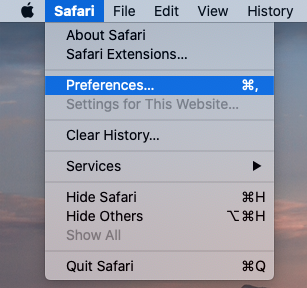 Safari File Edit View History
About Safari
Safari Extensions...
Preferences... ⌘,
Settings for This Website...
Clear History...
Services ▶
Hide Safari ⌘H
Hide Others ⌥⌘H
Show All
Quit Safari ⌘Q